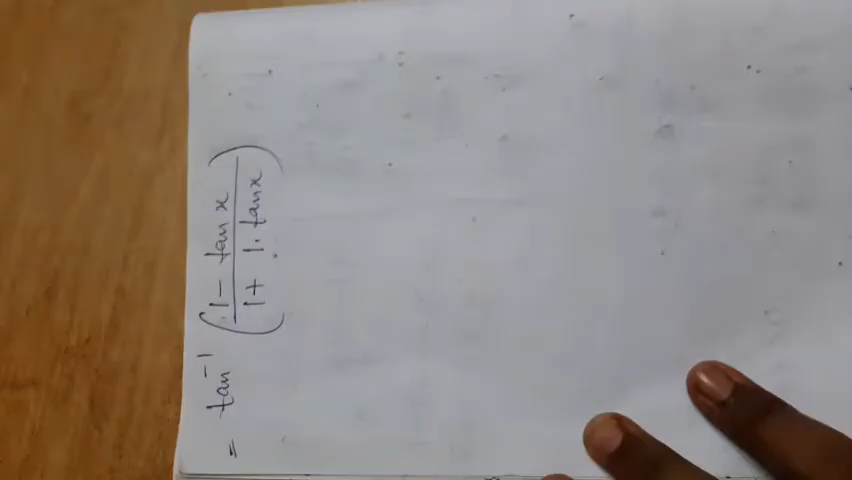 = tan⁻¹ ( (1 - tan x) / (1 + 1. tan x) )